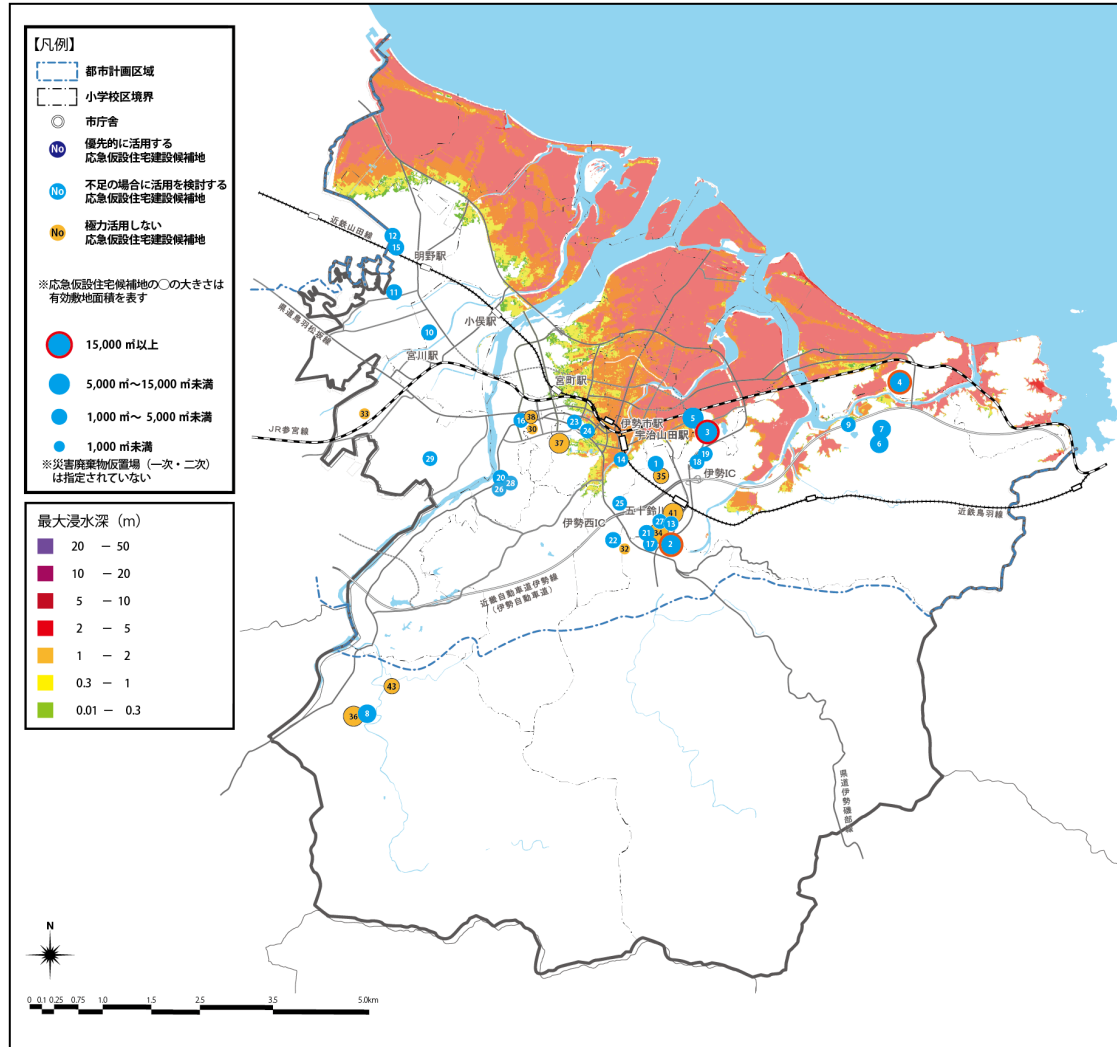 【凡例】
都市計画区域
小学校区境界
市庁舎
No
優先的に活用する
応急仮設住宅建設候補地
No
不足の場合に活用を検討する
応急仮設住宅建設候補地
No
極力活用しない
応急仮設住宅建設候補地
※応急仮設住宅候補地の○の大きさは
有効敷地面積を表す
15,000 ㎡以上
5,000 ㎡～15,000 ㎡未満
1,000 ㎡～ 5,000 ㎡未満
1,000 ㎡未満
※災害廃棄物仮置場（一次・二次）
は指定されていない
最大浸水深（m）
20 － 50
10 － 20
5 － 10
2 － 5
1 － 2
0.3 － 1
0.01 － 0.3
近鉄山田線
12
15
明野駅
11
県道鳥羽松阪線
10
小俣駅
宮川駅
宮町駅
4
33
16
38
30
23
24
伊勢市駅
5
宇治山田駅
3
9
7
6
JR参宮線
37
29
14
1
35
19
18
伊勢IC
20
28
26
25
五十鈴川
41
近鉄鳥羽線
伊勢西IC
27
13
21
34
22
32
17
2
近畿自動車道伊勢線
（伊勢自動車道）
43
36
8
県道伊勢磯部線
N
0 0.1 0.25 0.75 1.0 1.5 2.5 3.5 5.0km